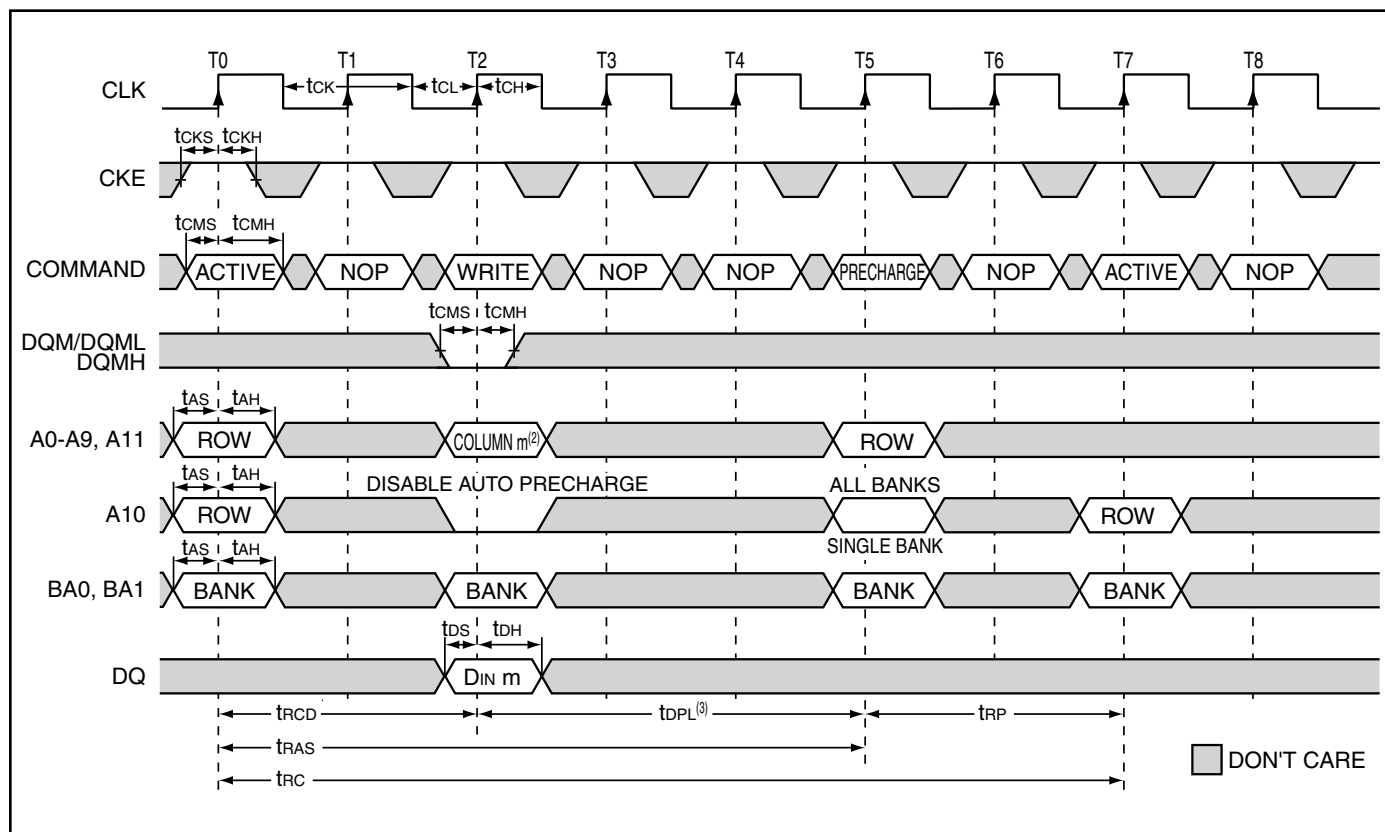 T0 T1 T2 T3 T4 T5 T6 T7 T8
CLK tCK tCL tCH
tCKS tCKH
CKE
tCMS tCMH
COMMAND ACTIVE NOP WRITE NOP NOP PRECHARGE NOP ACTIVE NOP
tCMS tCMH
DQM/DQML
DQMH
tAS tAH
A0-A9, A11 ROW COLUMN m(2) ROW
tAS tAH DISABLE AUTO PRECHARGE ALL BANKS
A10 ROW ROW
tAS tAH SINGLE BANK
BA0, BA1 BANK BANK BANK BANK
tDS tDH
DQ DIN m
tRCD tDPL(3) tRP
tRAS
DON'T CARE
tRC